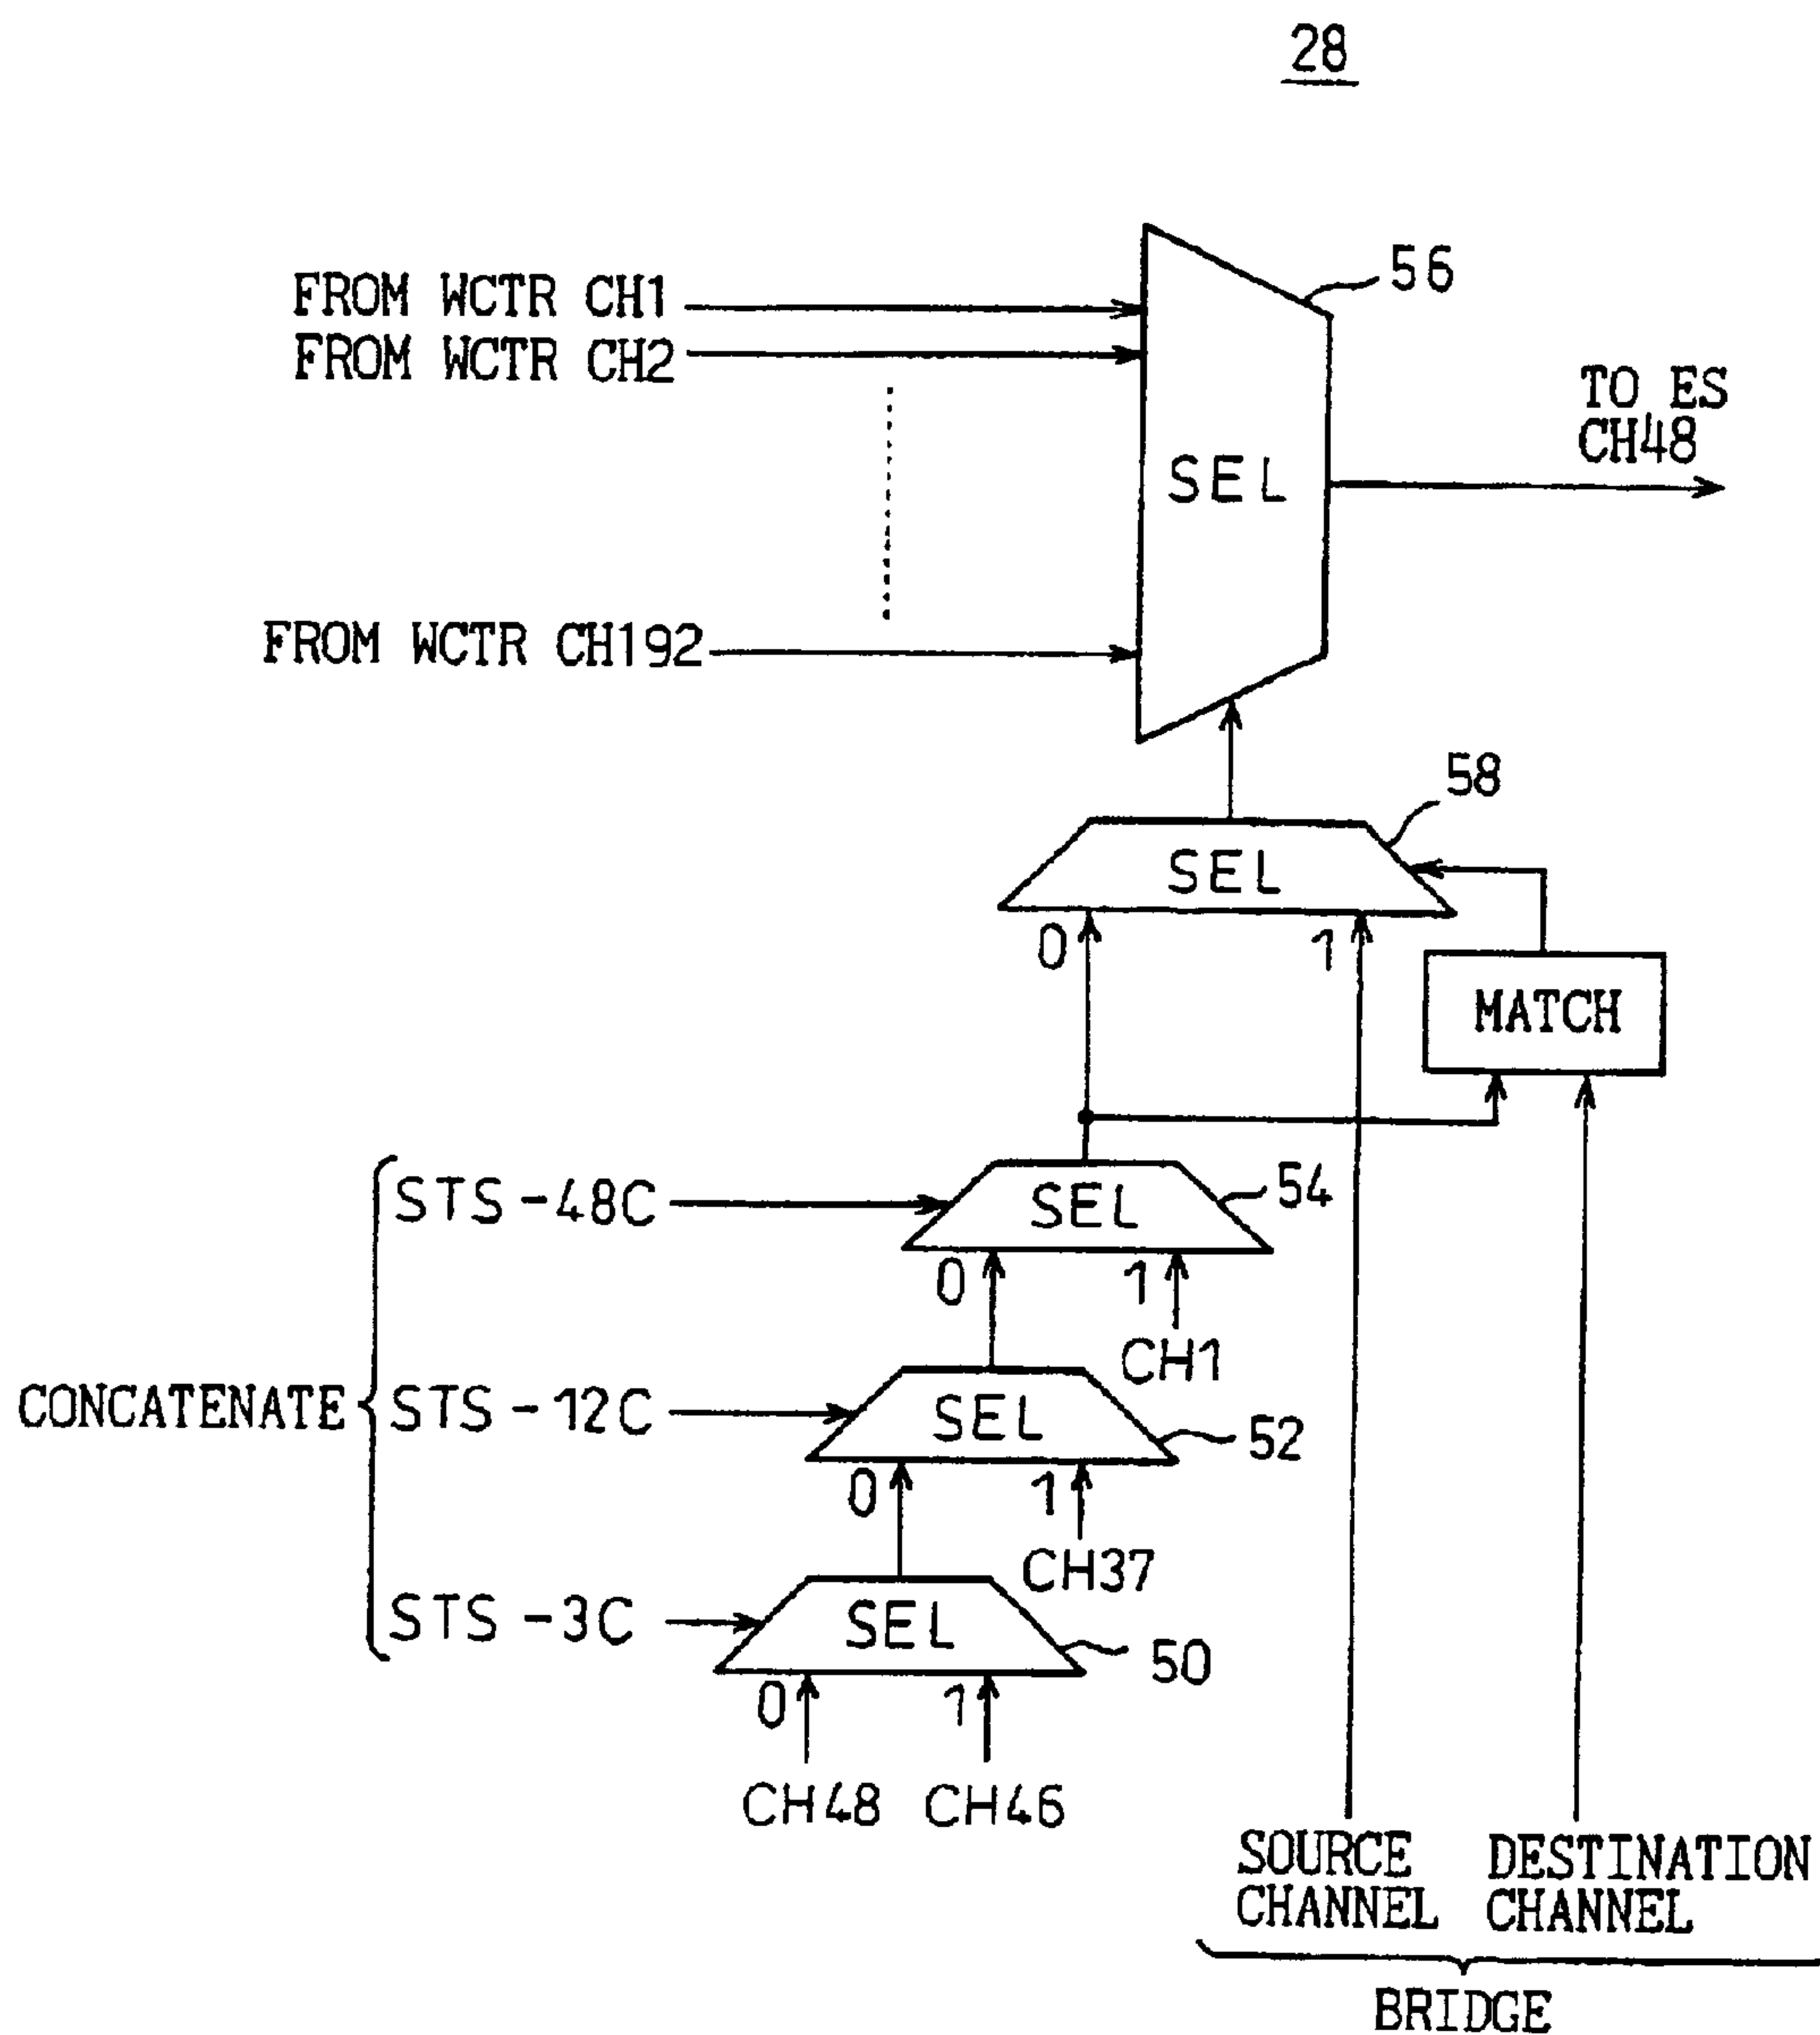 28
56
FROM WCTR CH1
FROM WCTR CH2
TO ES
CH48
SEL
FROM WCTR CH192
58
SEL
0 1
MATCH
STS-48C
SEL
54
0 1
CH1
CONCATENATE
STS-12C
SEL
52
0 1
CH37
STS-3C
SEL
50
0 1
CH48 CH46
SOURCE
CHANNEL
DESTINATION
CHANNEL
BRIDGE